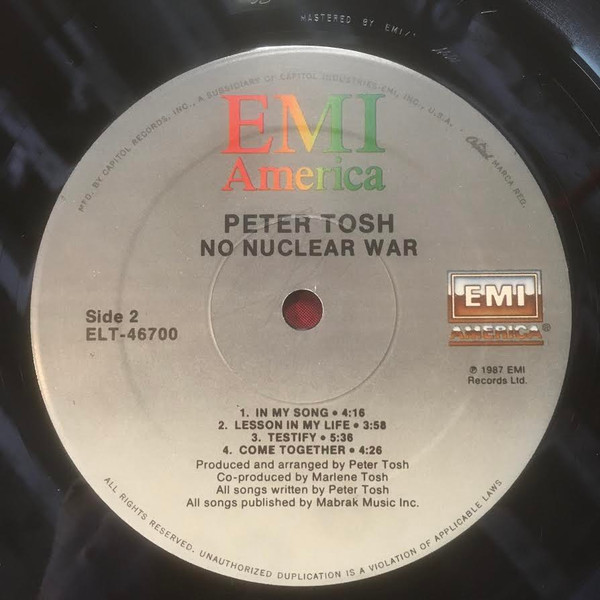 MASTERED BY EMI
MFD. BY CAPITOL RECORDS, INC., A SUBSIDIARY OF CAPITOL INDUSTRIES-EMI, INC., U.S.A.
Capitol MARCA REG.
EMI
America
PETER TOSH
NO NUCLEAR WAR
Side 2
ELT-46700
EMI
AMERICA®
℗ 1987 EMI
Records Ltd.
1. IN MY SONG • 4:16
2. LESSON IN MY LIFE • 3:58
3. TESTIFY • 5:36
4. COME TOGETHER • 4:26
Produced and arranged by Peter Tosh
Co-produced by Marlene Tosh
All songs written by Peter Tosh
All songs published by Mabrak Music Inc.
ALL RIGHTS RESERVED. UNAUTHORIZED DUPLICATION IS A VIOLATION OF APPLICABLE LAWS